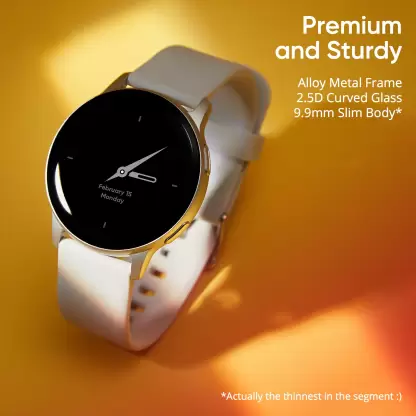 Premium
and Sturdy
Alloy Metal Frame
2.5D Curved Glass
9.9mm Slim Body*
February 15
Monday
*Actually the thinnest in the segment :)